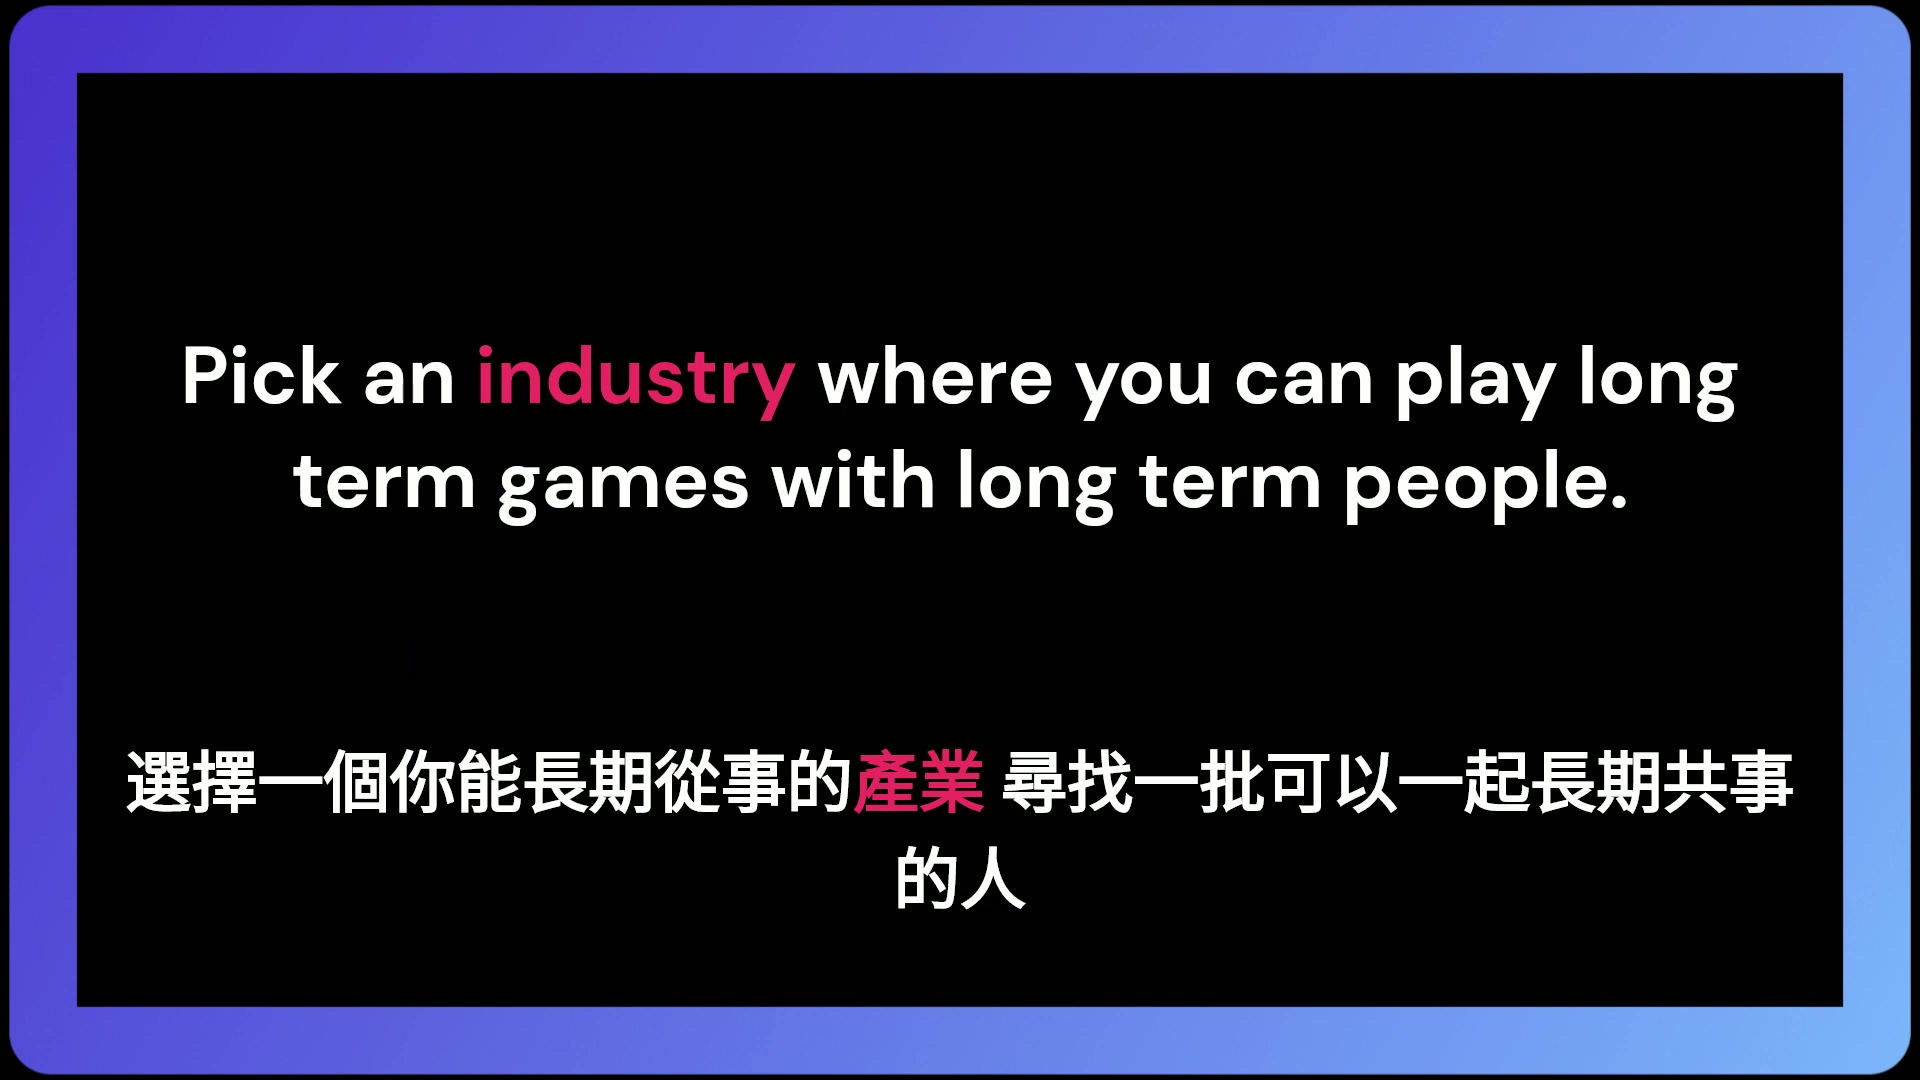 Pick an industry where you can play long
term games with long term people.
選擇一個你能長期從事的產業 尋找一批可以一起長期共事
的人